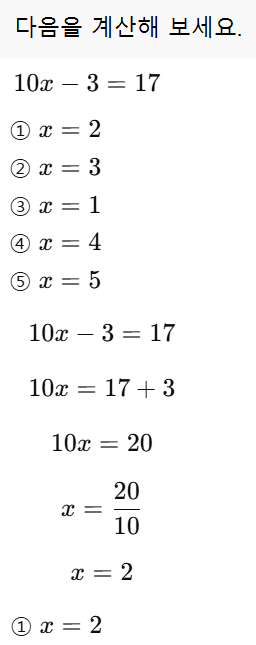 다음을 계산해 보세요.
10x − 3 = 17
① x = 2
② x = 3
③ x = 1
④ x = 4
⑤ x = 5
10x − 3 = 17
10x = 17 + 3
10x = 20
x = 20/10
x = 2
① x = 2